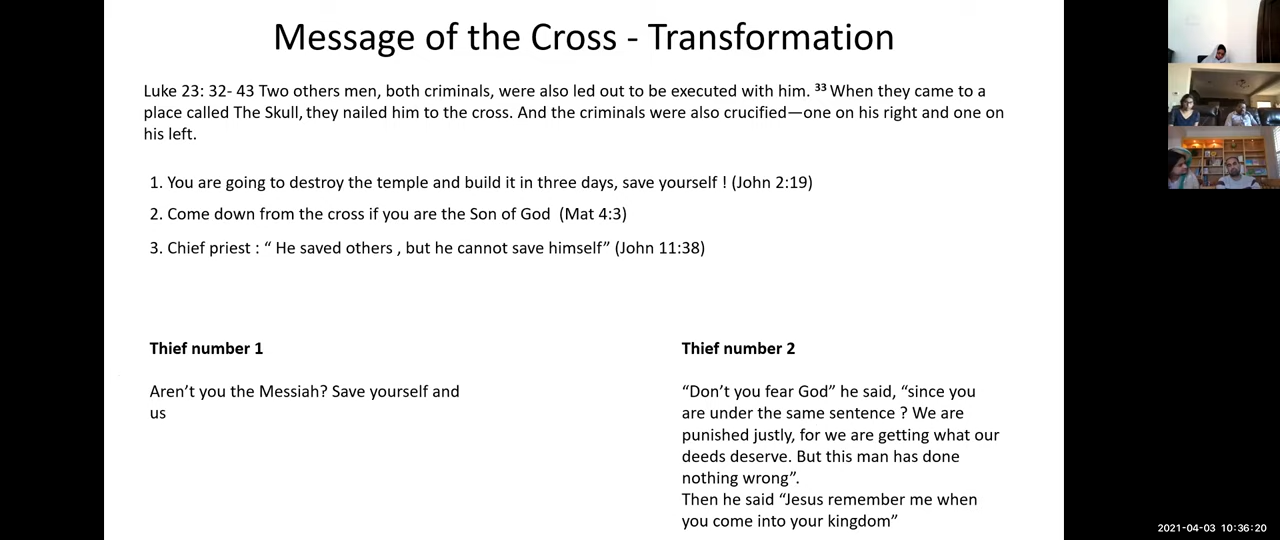 Message of the Cross - Transformation
Luke 23: 32- 43 Two others men, both criminals, were also led out to be executed with him. ³³ When they came to a
place called The Skull, they nailed him to the cross. And the criminals were also crucified—one on his right and one on
his left.
1. You are going to destroy the temple and build it in three days, save yourself ! (John 2:19)
2. Come down from the cross if you are the Son of God  (Mat 4:3)
3. Chief priest : “ He saved others , but he cannot save himself” (John 11:38)
Thief number 1
Aren’t you the Messiah? Save yourself and
us
Thief number 2
“Don’t you fear God” he said, “since you
are under the same sentence ? We are
punished justly, for we are getting what our
deeds deserve. But this man has done
nothing wrong”.
Then he said “Jesus remember me when
you come into your kingdom”
2021-04-03 10:36:20